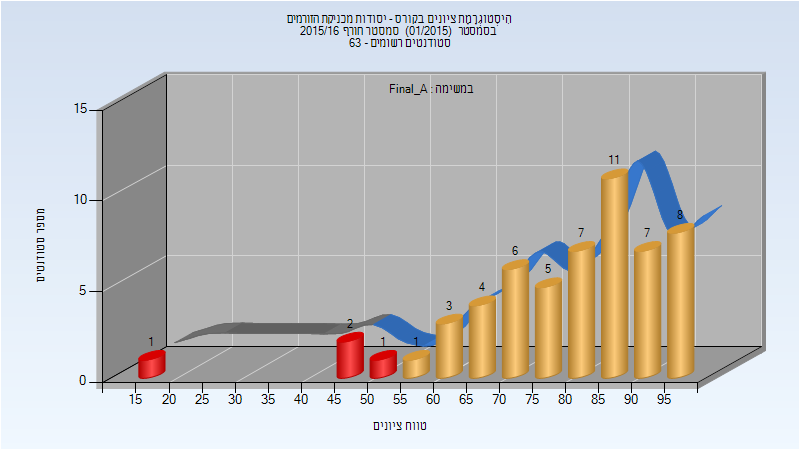 היסטוגרמת ציונים בקורס - יסודות מכניקת הזורמים
בסמסטר (01/2015) סמסטר חורף 2015/16
סטודנטים רשומים - 63
במשימה : Final_A
15
10
5
0
מספר סטודנטים
1
2
1
1
3
4
6
5
7
11
7
8
15 20 25 30 35 40 45 50 55 60 65 70 75 80 85 90 95
טווח ציונים